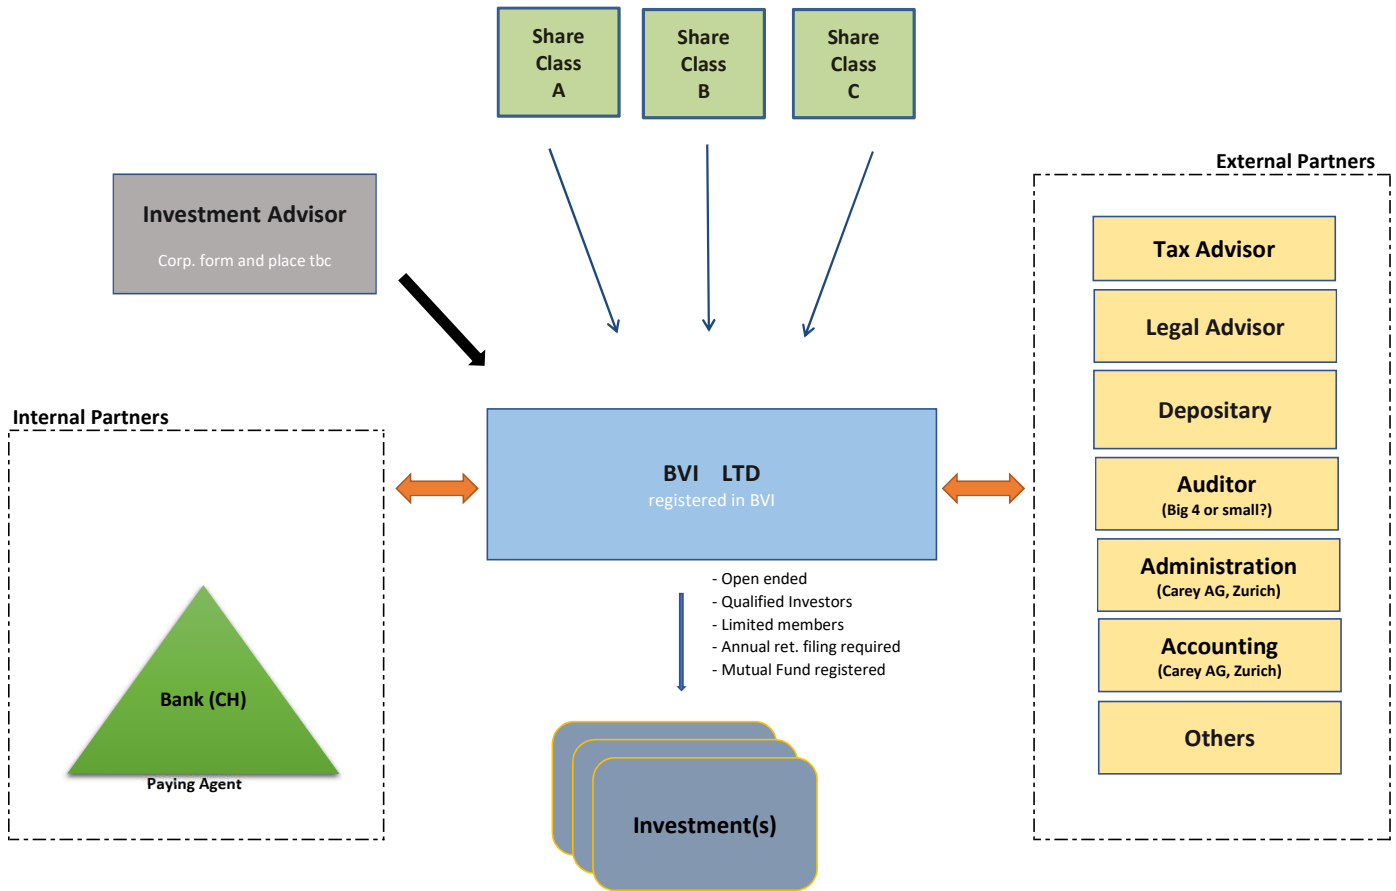 Share
Class
A
Share
Class
B
Share
Class
C
External Partners
Investment Advisor
Corp. form and place tbc
Tax Advisor
Legal Advisor
Depositary
Auditor
(Big 4 or small?)
Administration
(Carey AG, Zurich)
Accounting
(Carey AG, Zurich)
Others
Internal Partners
Bank (CH)
Paying Agent
BVI LTD
registered in BVI
- Open ended
- Qualified Investors
- Limited members
- Annual ret. filing required
- Mutual Fund registered
Investment(s)